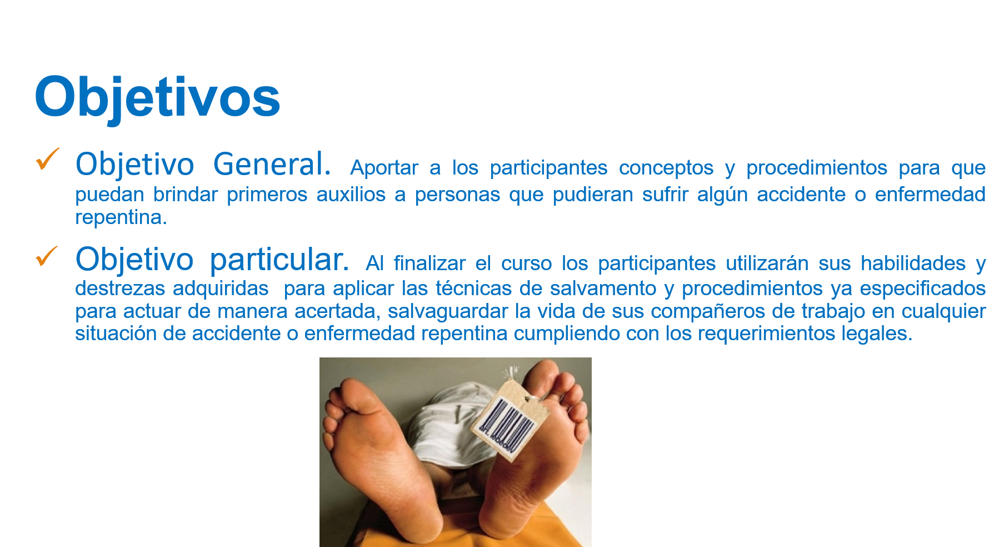 Objetivos
Objetivo General. Aportar a los participantes conceptos y procedimientos para que
puedan brindar primeros auxilios a personas que pudieran sufrir algún accidente o enfermedad
repentina.
Objetivo particular. Al finalizar el curso los participantes utilizarán sus habilidades y
destrezas adquiridas  para aplicar las técnicas de salvamento y procedimientos ya especificados
para actuar de manera acertada, salvaguardar la vida de sus compañeros de trabajo en cualquier
situación de accidente o enfermedad repentina cumpliendo con los requerimientos legales.
art. lebedev